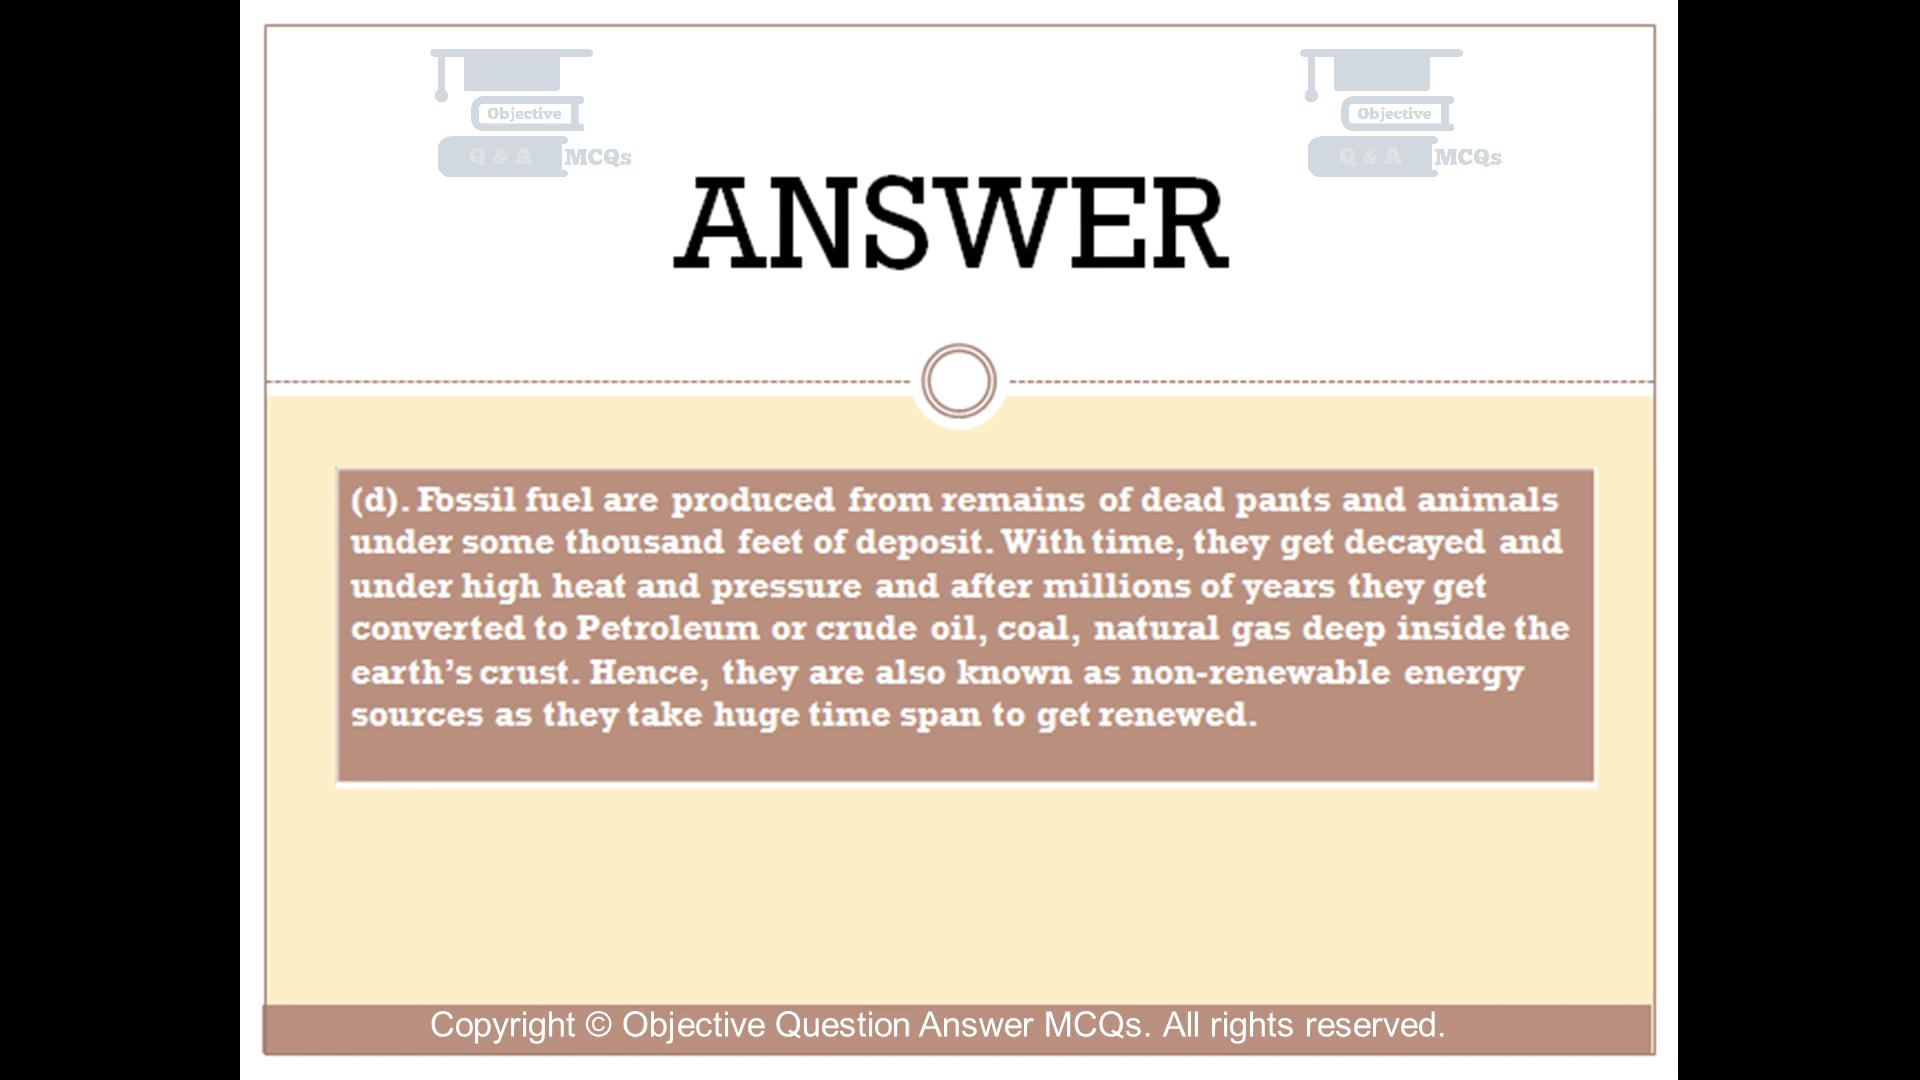 Objective
Q & A MCQs
Objective
Q & A MCQs
ANSWER
(d). Fossil fuel are produced from remains of dead pants and animals
under some thousand feet of deposit. With time, they get decayed and
under high heat and pressure and after millions of years they get
converted to Petroleum or crude oil, coal, natural gas deep inside the
earth’s crust. Hence, they are also known as non-renewable energy
sources as they take huge time span to get renewed.
Copyright © Objective Question Answer MCQs. All rights reserved.